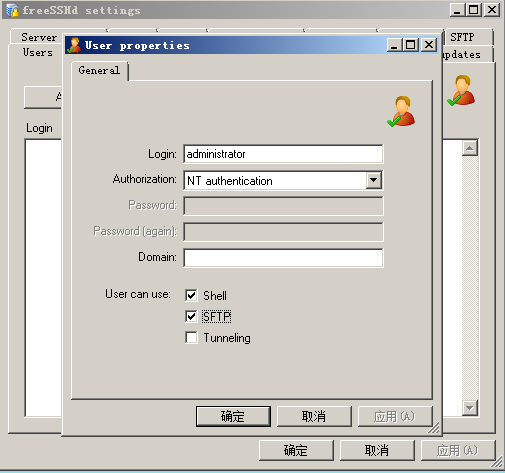 freeSSHd settings
Server
SFTP
Users
updates
Login
User properties
General
Login: administrator
Authorization: NT authentication
Password:
Password (again):
Domain:
User can use: Shell
SFTP
Tunneling
确定 取消 应用(A)
确定 取消 应用(A)